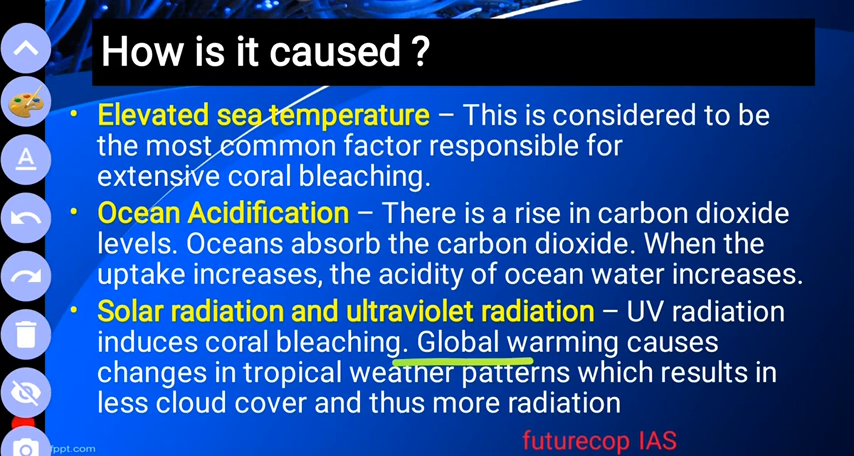 How is it caused ?
• Elevated sea temperature – This is considered to be
the most common factor responsible for
extensive coral bleaching.
• Ocean Acidification – There is a rise in carbon dioxide
levels. Oceans absorb the carbon dioxide. When the
uptake increases, the acidity of ocean water increases.
• Solar radiation and ultraviolet radiation – UV radiation
induces coral bleaching. Global warming causes
changes in tropical weather patterns which results in
less cloud cover and thus more radiation
futurecop IAS
fppt.com
A